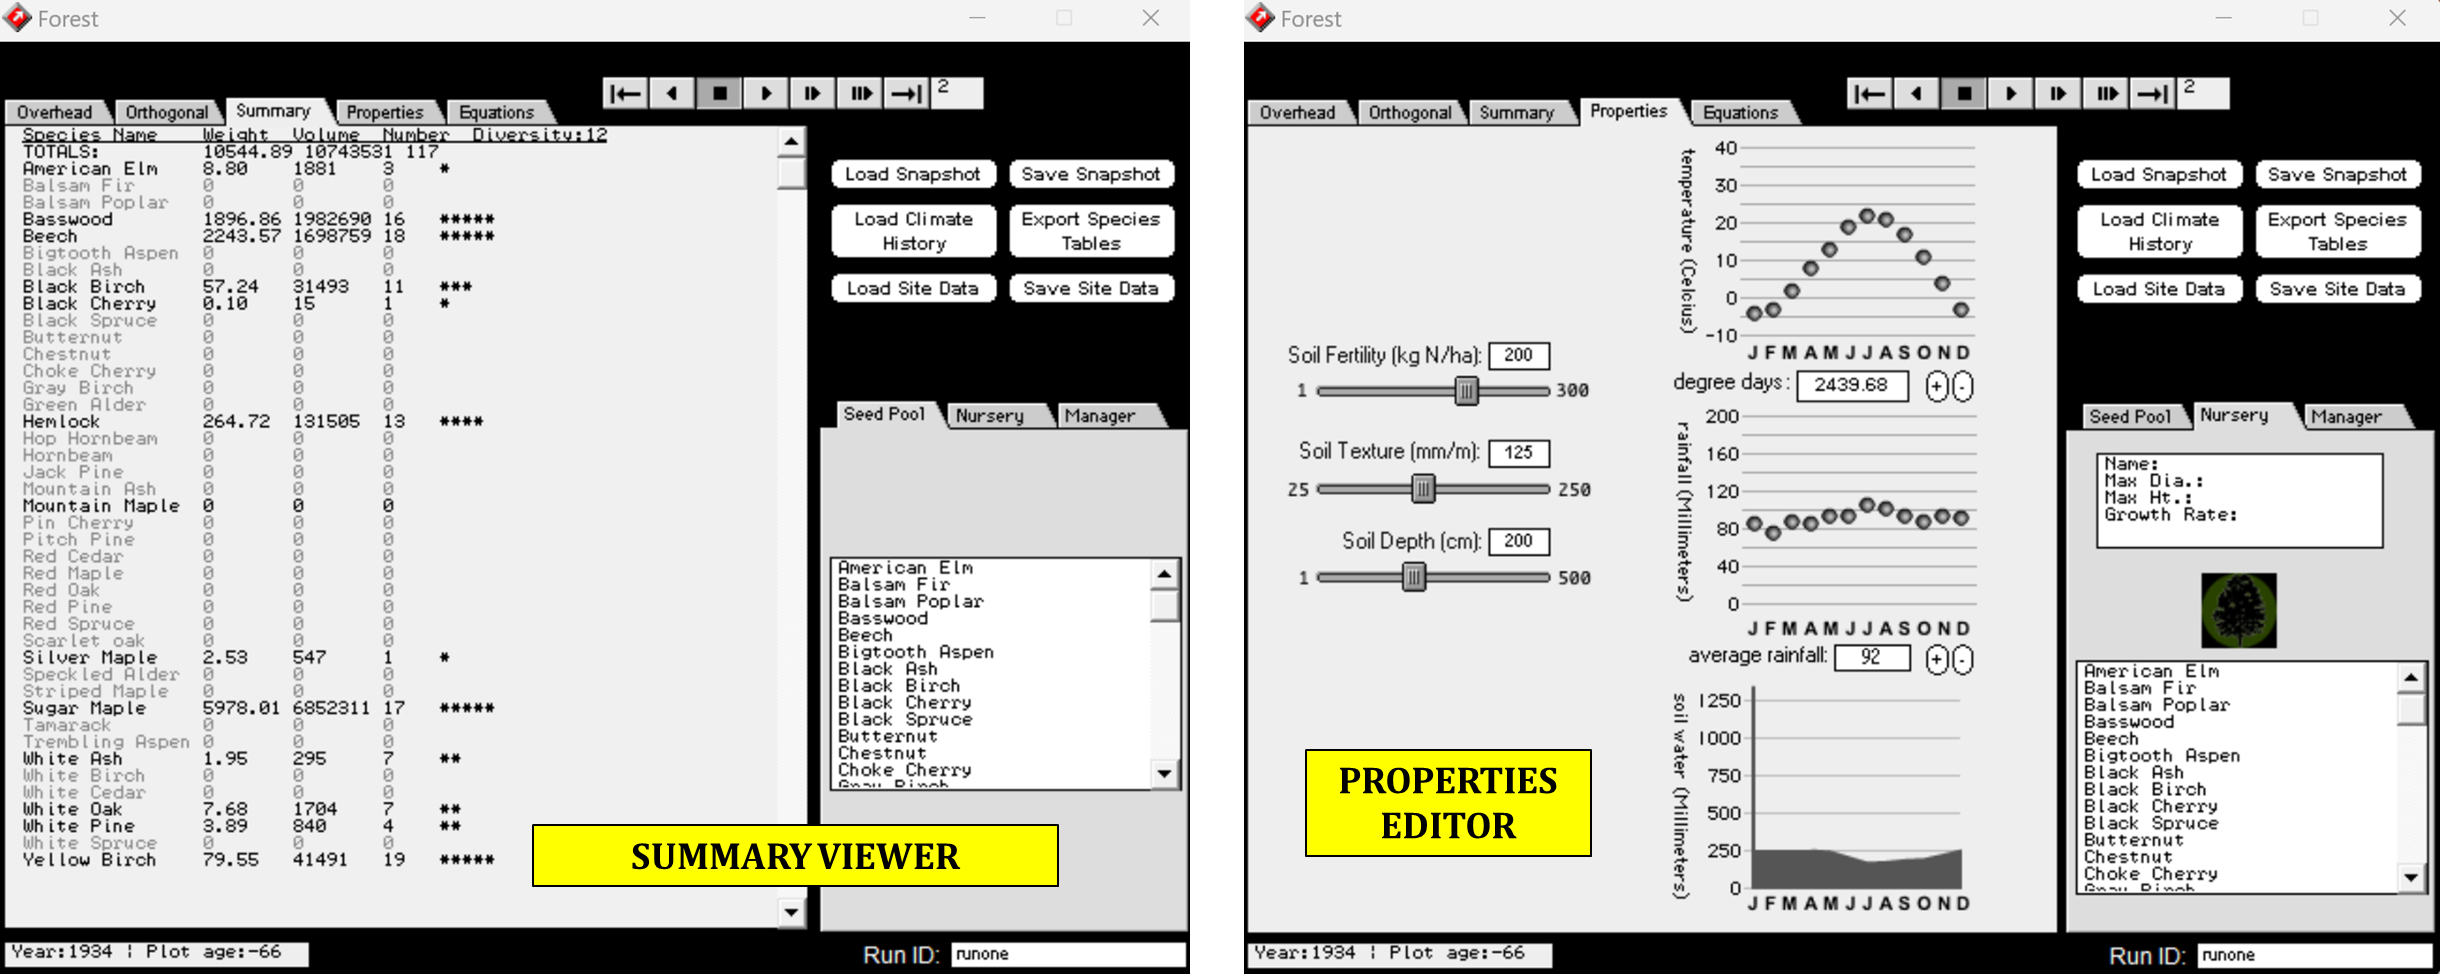 Forest
2
Overhead Orthogonal Summary Properties Equations
Species Name Weight Volume Number Diversity:12
TOTALS: 10544.89 10743531 117
American Elm 8.80 1881 3 *
Balsam Fir 0 0 0
Balsam Poplar 0 0 0
Basswood 1896.86 1982690 16 *****
Beech 2243.57 1698759 18 *****
Bigtooth Aspen 0 0 0
Black Ash 0 0 0
Black Birch 57.24 31493 11 ***
Black Cherry 0.10 15 1 *
Black Spruce 0 0 0
Butternut 0 0 0
Chestnut 0 0 0
Choke Cherry 0 0 0
Gray Birch 0 0 0
Green Alder 0 0 0
Hemlock 264.72 131505 13 ****
Hop Hornbeam 0 0 0
Hornbeam 0 0 0
Jack Pine 0 0 0
Mountain Ash 0 0 0
Mountain Maple 0 0 0
Pin Cherry 0 0 0
Pitch Pine 0 0 0
Red Cedar 0 0 0
Red Maple 0 0 0
Red Oak 0 0 0
Red Pine 0 0 0
Red Spruce 0 0 0
Scarlet oak 0 0 0
Silver Maple 2.53 547 1 *
Speckled Alder 0 0 0
Striped Maple 0 0 0
Sugar Maple 5978.01 6852311 17 *****
Tamarack 0 0 0
Trembling Aspen 0 0 0
White Ash 1.95 295 7 **
White Birch 0 0 0
White Cedar 0 0 0
White Oak 7.68 1704 7 **
White Pine 3.89 840 4 **
White Spruce 0 0 0
Yellow Birch 79.55 41491 19 *****
SUMMARY VIEWER
Load Snapshot Save Snapshot
Load Climate
History
Export Species
Tables
Load Site Data Save Site Data
Seed Pool Nursery Manager
American Elm
Balsam Fir
Balsam Poplar
Basswood
Beech
Bigtooth Aspen
Black Ash
Black Birch
Black Cherry
Black Spruce
Butternut
Chestnut
Choke Cherry
Gray Birch
Year:1934 ¦ Plot age:-66
Run ID: runone
Forest
2
Overhead Orthogonal Summary Properties Equations
Soil Fertility (kg N/ha): 200
1 300
Soil Texture (mm/m): 125
25 250
Soil Depth (cm): 200
1 500
PROPERTIES
EDITOR
temperature (Celcius)
40
30
20
10
0
-10
J F M A M J J A S O N D
degree days: 2439.68 + -
rainfall (Millimeters)
200
160
120
80
40
0
J F M A M J J A S O N D
average rainfall: 92 + -
soil water (Millimeters)
1250
1000
750
500
250
0
J F M A M J J A S O N D
Load Snapshot Save Snapshot
Load Climate
History
Export Species
Tables
Load Site Data Save Site Data
Seed Pool Nursery Manager
Name:
Max Dia.:
Max Ht.:
Growth Rate:
American Elm
Balsam Fir
Balsam Poplar
Basswood
Beech
Bigtooth Aspen
Black Ash
Black Birch
Black Cherry
Black Spruce
Butternut
Chestnut
Choke Cherry
Gray Birch
Year:1934 ¦ Plot age:-66
Run ID: runone